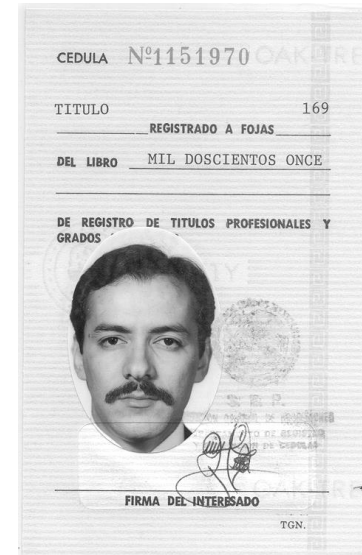 CEDULA Nº1151970
TITULO 169
REGISTRADO A FOJAS
DEL LIBRO MIL DOSCIENTOS ONCE
DE REGISTRO DE TITULOS PROFESIONALES Y
GRADOS
S E P.
FIRMA DEL INTERESADO
TGN.